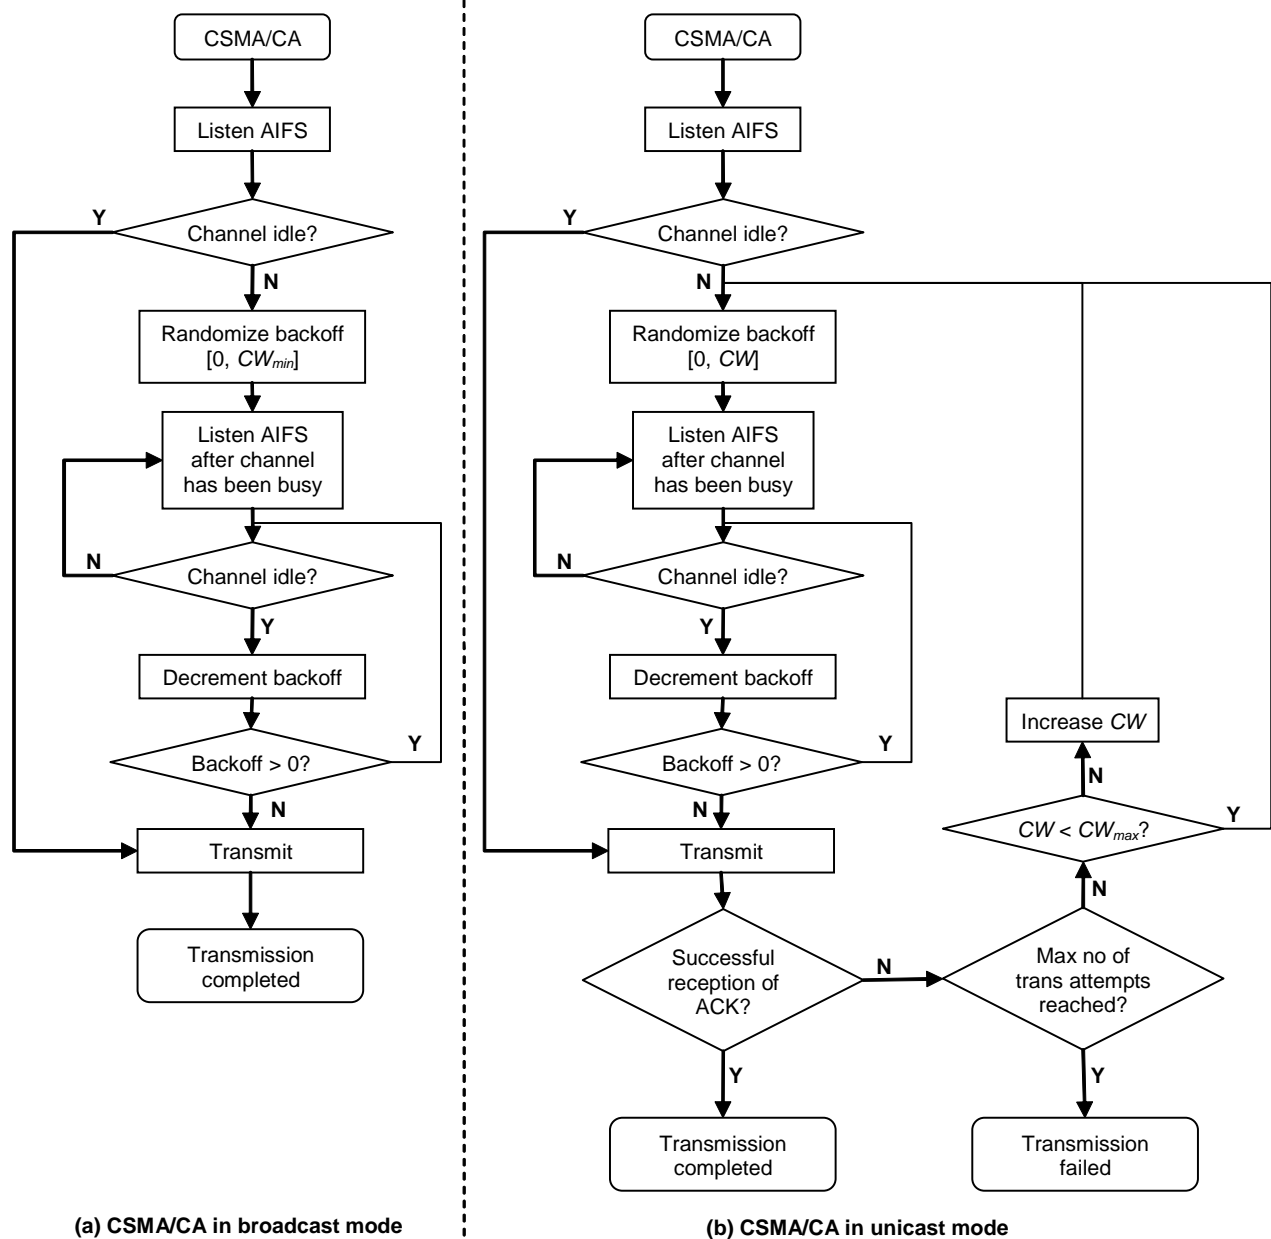 CSMA/CA
Listen AIFS
Y
Channel idle?
N
Randomize backoff
[0, CWmin]
Listen AIFS
after channel
has been busy
N
Channel idle?
Y
Decrement backoff
Y
Backoff > 0?
N
Transmit
Transmission
completed
(a) CSMA/CA in broadcast mode
CSMA/CA
Listen AIFS
Y
Channel idle?
N
Randomize backoff
[0, CW]
Listen AIFS
after channel
has been busy
N
Channel idle?
Y
Decrement backoff
Y
Backoff > 0?
N
Transmit
Successful
reception of
ACK?
N
Y
Transmission
completed
Increase CW
N
CW < CWmax?
Y
N
Max no of
trans attempts
reached?
Y
Transmission
failed
(b) CSMA/CA in unicast mode